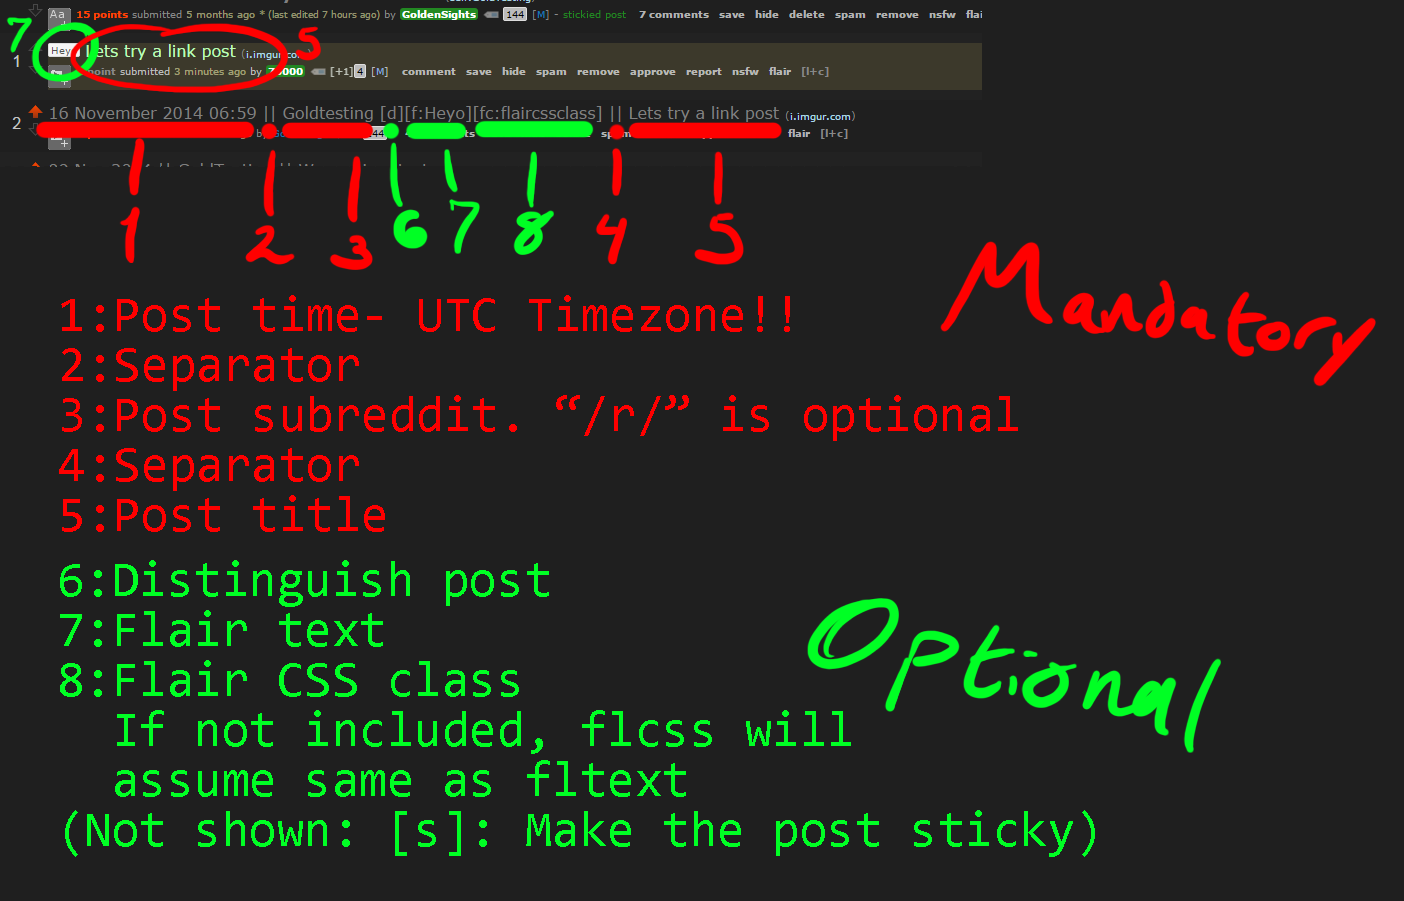 Aa 15 points submitted 5 months ago * (last edited 7 hours ago) by GoldenSights 144 [M] - stickied post 7 comments save hide delete spam remove nsfw flai
7 5
1 Hey Lets try a link post (i.imgur.com)
point submitted 3 minutes ago by 000 [+1] 4 [M] comment save hide spam remove approve report nsfw flair [l+c]
2 16 November 2014 06:59 || Goldtesting [d][f:Heyo][fc:flaircssclass] || Lets try a link post (i.imgur.com)
by 44 flair [l+c]
1 2 3 6 7 8 4 5
Mandatory
1:Post time- UTC Timezone!!
2:Separator
3:Post subreddit. “/r/” is optional
4:Separator
5:Post title
6:Distinguish post
Optional
7:Flair text
8:Flair CSS class
If not included, flcss will
assume same as fltext
(Not shown: [s]: Make the post sticky)